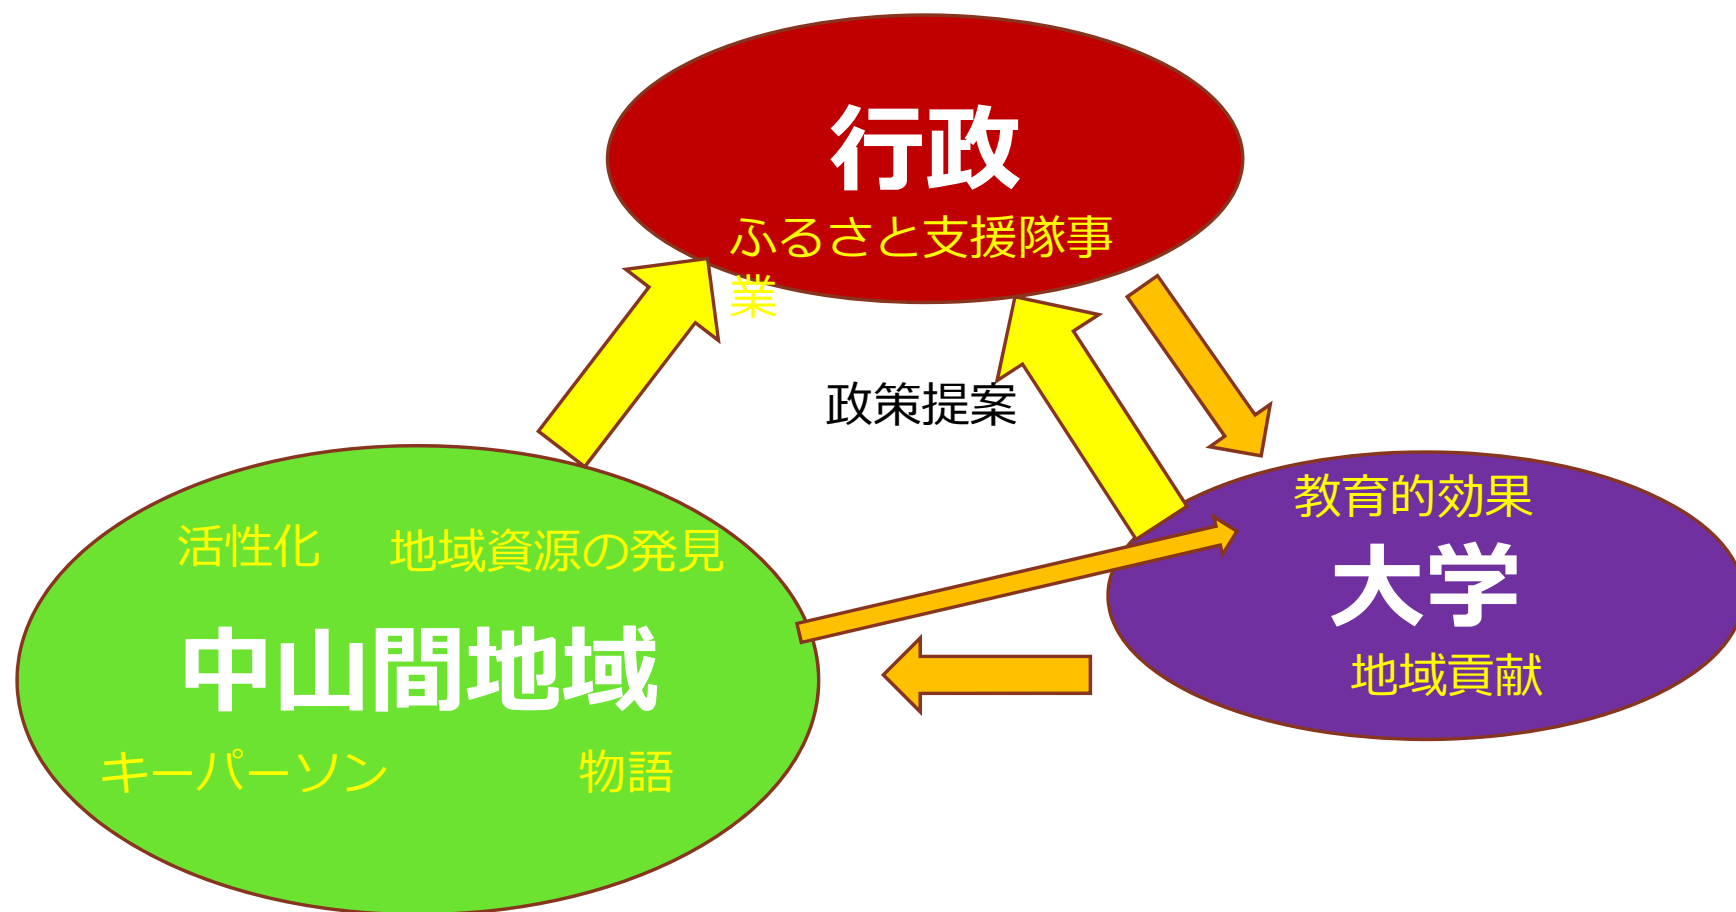 行政
ふるさと支援隊事
業
政策提案
教育的効果
大学
地域貢献
活性化
地域資源の発見
中山間地域
キーパーソン
物語